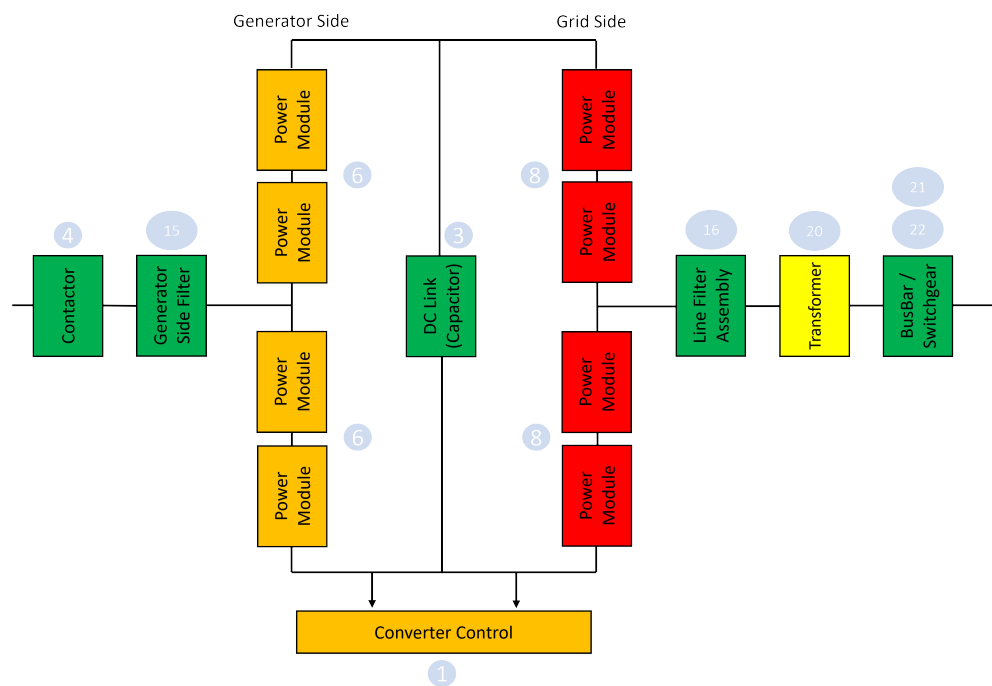 Generator Side
Grid Side
Power
Module
Power
Module
6
8
Power
Module
Power
Module
4
15
3
16
20
21
22
Contactor
Generator
Side Filter
DC Link
(Capacitor)
Line Filter
Assembly
Transformer
BusBar /
Switchgear
Power
Module
Power
Module
6
8
Power
Module
Power
Module
Converter Control
1